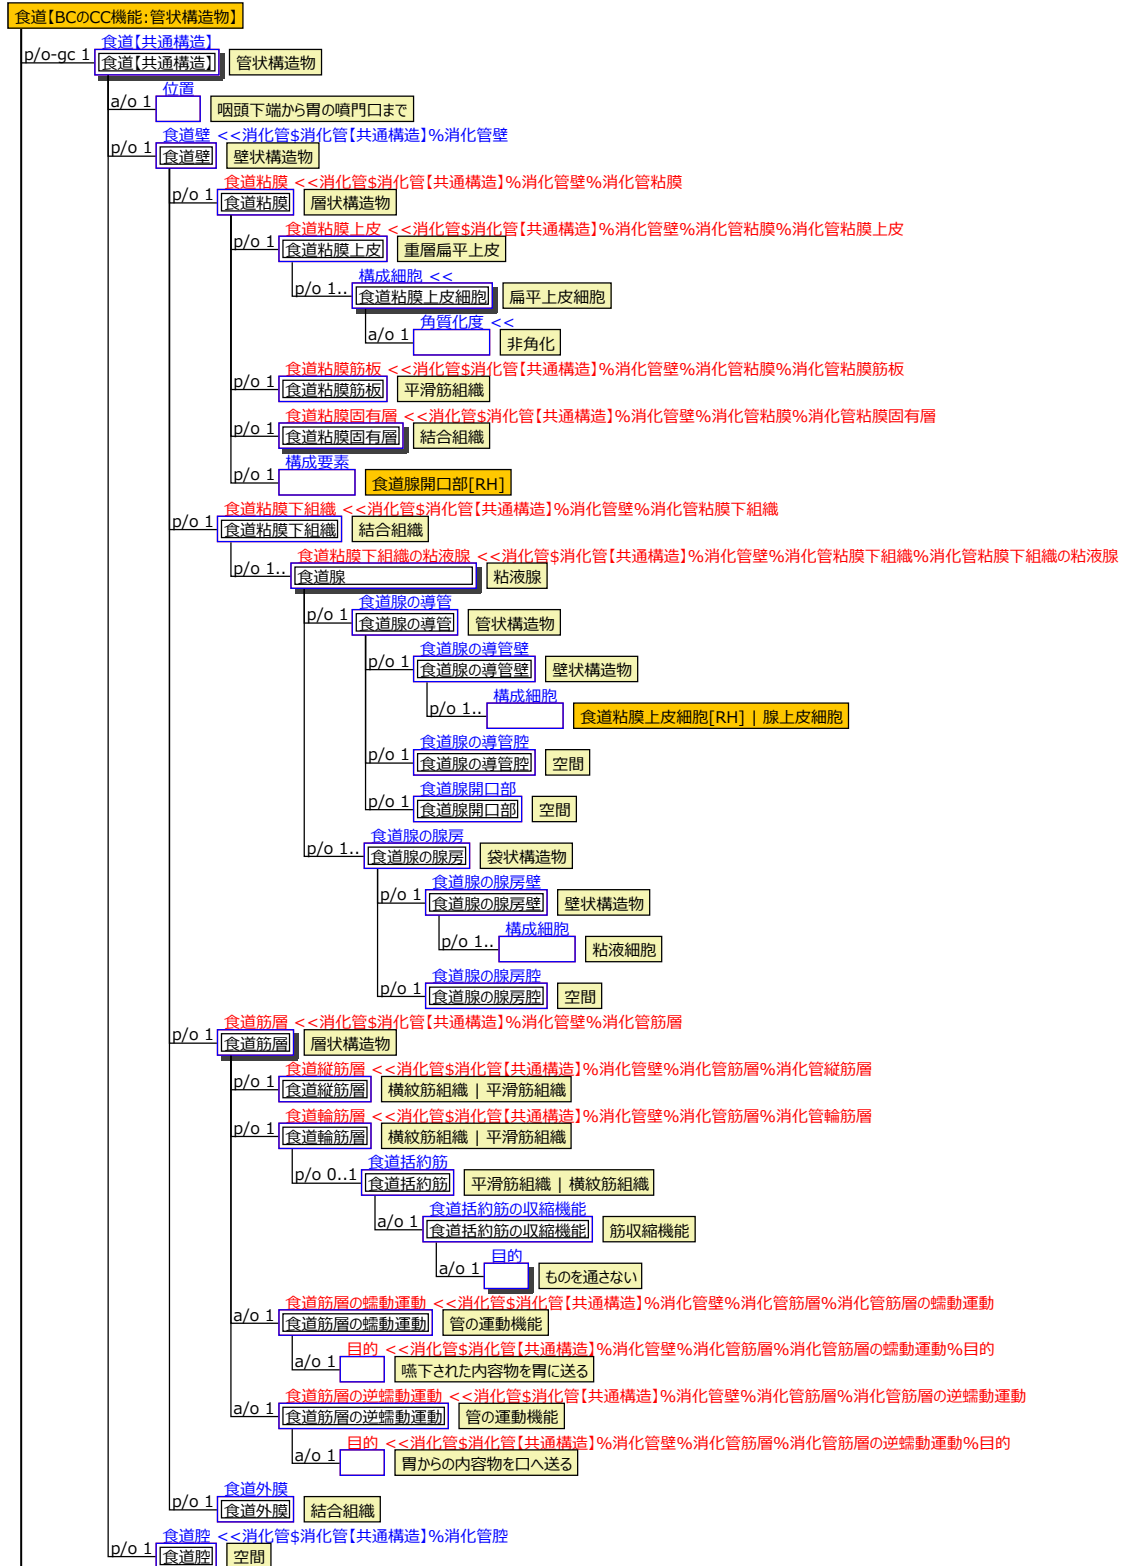 食道【BCのCC機能:管状構造物】
食道【共通構造】
p/o-gc 1 食道【共通構造】 管状構造物
位置
a/o 1 咽頭下端から胃の噴門口まで
食道壁 <<消化管$消化管【共通構造】%消化管壁
p/o 1 食道壁 壁状構造物
食道粘膜 <<消化管$消化管【共通構造】%消化管壁%消化管粘膜
p/o 1 食道粘膜 層状構造物
食道粘膜上皮 <<消化管$消化管【共通構造】%消化管壁%消化管粘膜%消化管粘膜上皮
p/o 1 食道粘膜上皮 重層扁平上皮
構成細胞 <<
p/o 1.. 食道粘膜上皮細胞 扁平上皮細胞
角質化度 <<
a/o 1 非角化
食道粘膜筋板 <<消化管$消化管【共通構造】%消化管壁%消化管粘膜%消化管粘膜筋板
p/o 1 食道粘膜筋板 平滑筋組織
食道粘膜固有層 <<消化管$消化管【共通構造】%消化管壁%消化管粘膜%消化管粘膜固有層
p/o 1 食道粘膜固有層 結合組織
構成要素
p/o 1 食道腺開口部[RH]
食道粘膜下組織 <<消化管$消化管【共通構造】%消化管壁%消化管粘膜下組織
p/o 1 食道粘膜下組織 結合組織
食道粘膜下組織の粘液腺 <<消化管$消化管【共通構造】%消化管壁%消化管粘膜下組織%消化管粘膜下組織の粘液腺
p/o 1.. 食道腺 粘液腺
食道腺の導管
p/o 1 食道腺の導管 管状構造物
食道腺の導管壁
p/o 1 食道腺の導管壁 壁状構造物
構成細胞
p/o 1.. 食道粘膜上皮細胞[RH] | 腺上皮細胞
食道腺の導管腔
p/o 1 食道腺の導管腔 空間
食道腺開口部
p/o 1 食道腺開口部 空間
食道腺の腺房
p/o 1.. 食道腺の腺房 袋状構造物
食道腺の腺房壁
p/o 1 食道腺の腺房壁 壁状構造物
構成細胞
p/o 1.. 粘液細胞
食道腺の腺房腔
p/o 1 食道腺の腺房腔 空間
食道筋層 <<消化管$消化管【共通構造】%消化管壁%消化管筋層
p/o 1 食道筋層 層状構造物
食道縦筋層 <<消化管$消化管【共通構造】%消化管壁%消化管筋層%消化管縦筋層
p/o 1 食道縦筋層 横紋筋組織 | 平滑筋組織
食道輪筋層 <<消化管$消化管【共通構造】%消化管壁%消化管筋層%消化管輪筋層
p/o 1 食道輪筋層 横紋筋組織 | 平滑筋組織
食道括約筋
p/o 0..1 食道括約筋 平滑筋組織 | 横紋筋組織
食道括約筋の収縮機能
a/o 1 食道括約筋の収縮機能 筋収縮機能
目的
a/o 1 ものを通さない
食道筋層の蠕動運動 <<消化管$消化管【共通構造】%消化管壁%消化管筋層%消化管筋層の蠕動運動
a/o 1 食道筋層の蠕動運動 管の運動機能
目的 <<消化管$消化管【共通構造】%消化管壁%消化管筋層%消化管筋層の蠕動運動%目的
a/o 1 嚥下された内容物を胃に送る
食道筋層の逆蠕動運動 <<消化管$消化管【共通構造】%消化管壁%消化管筋層%消化管筋層の逆蠕動運動
a/o 1 食道筋層の逆蠕動運動 管の運動機能
目的 <<消化管$消化管【共通構造】%消化管壁%消化管筋層%消化管筋層の逆蠕動運動%目的
a/o 1 胃からの内容物を口へ送る
食道外膜
p/o 1 食道外膜 結合組織
食道腔 <<消化管$消化管【共通構造】%消化管腔
p/o 1 食道腔 空間